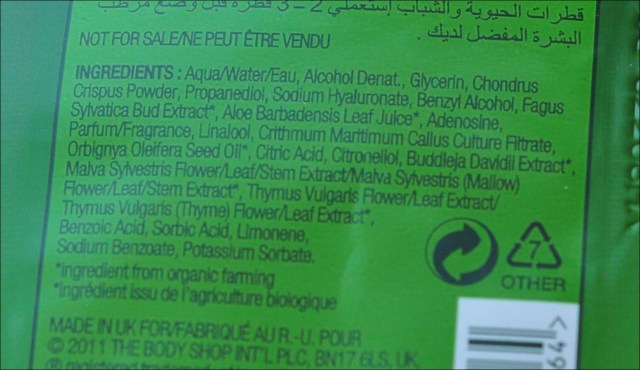 قطرات الحيوية والشباب إستعملي 2 – 3 قطرة قبل وضع مرطب
البشرة المفضل لديك .
NOT FOR SALE/NE PEUT ÊTRE VENDU
INGREDIENTS : Aqua/Water/Eau, Alcohol Denat., Glycerin, Chondrus
Crispus Powder, Propanediol, Sodium Hyaluronate, Benzyl Alcohol, Fagus
Sylvatica Bud Extract*, Aloe Barbadensis Leaf Juice*, Adenosine,
Parfum/Fragrance, Linalool, Crithmum Maritimum Callus Culture Filtrate,
Orbignya Oleifera Seed Oil*, Citric Acid, Citronellol, Buddleja Davidii Extract*,
Malva Sylvestris Flower/Leaf/Stem Extract/Malva Sylvestris (Mallow)
Flower/Leaf/Stem Extract*, Thymus Vulgaris Flower/Leaf Extract/
Thymus Vulgaris (Thyme) Flower/Leaf Extract*,
Benzoic Acid, Sorbic Acid, Limonene,
Sodium Benzoate, Potassium Sorbate.
*Ingredient from organic farming
*Ingrédient issu de l'agriculture biologique
7
OTHER
MADE IN UK FOR/FABRIQUÉ AU R.-U. POUR
© 2011 THE BODY SHOP INT'L PLC, BN17 6LS, UK.
® registered trademark
64>